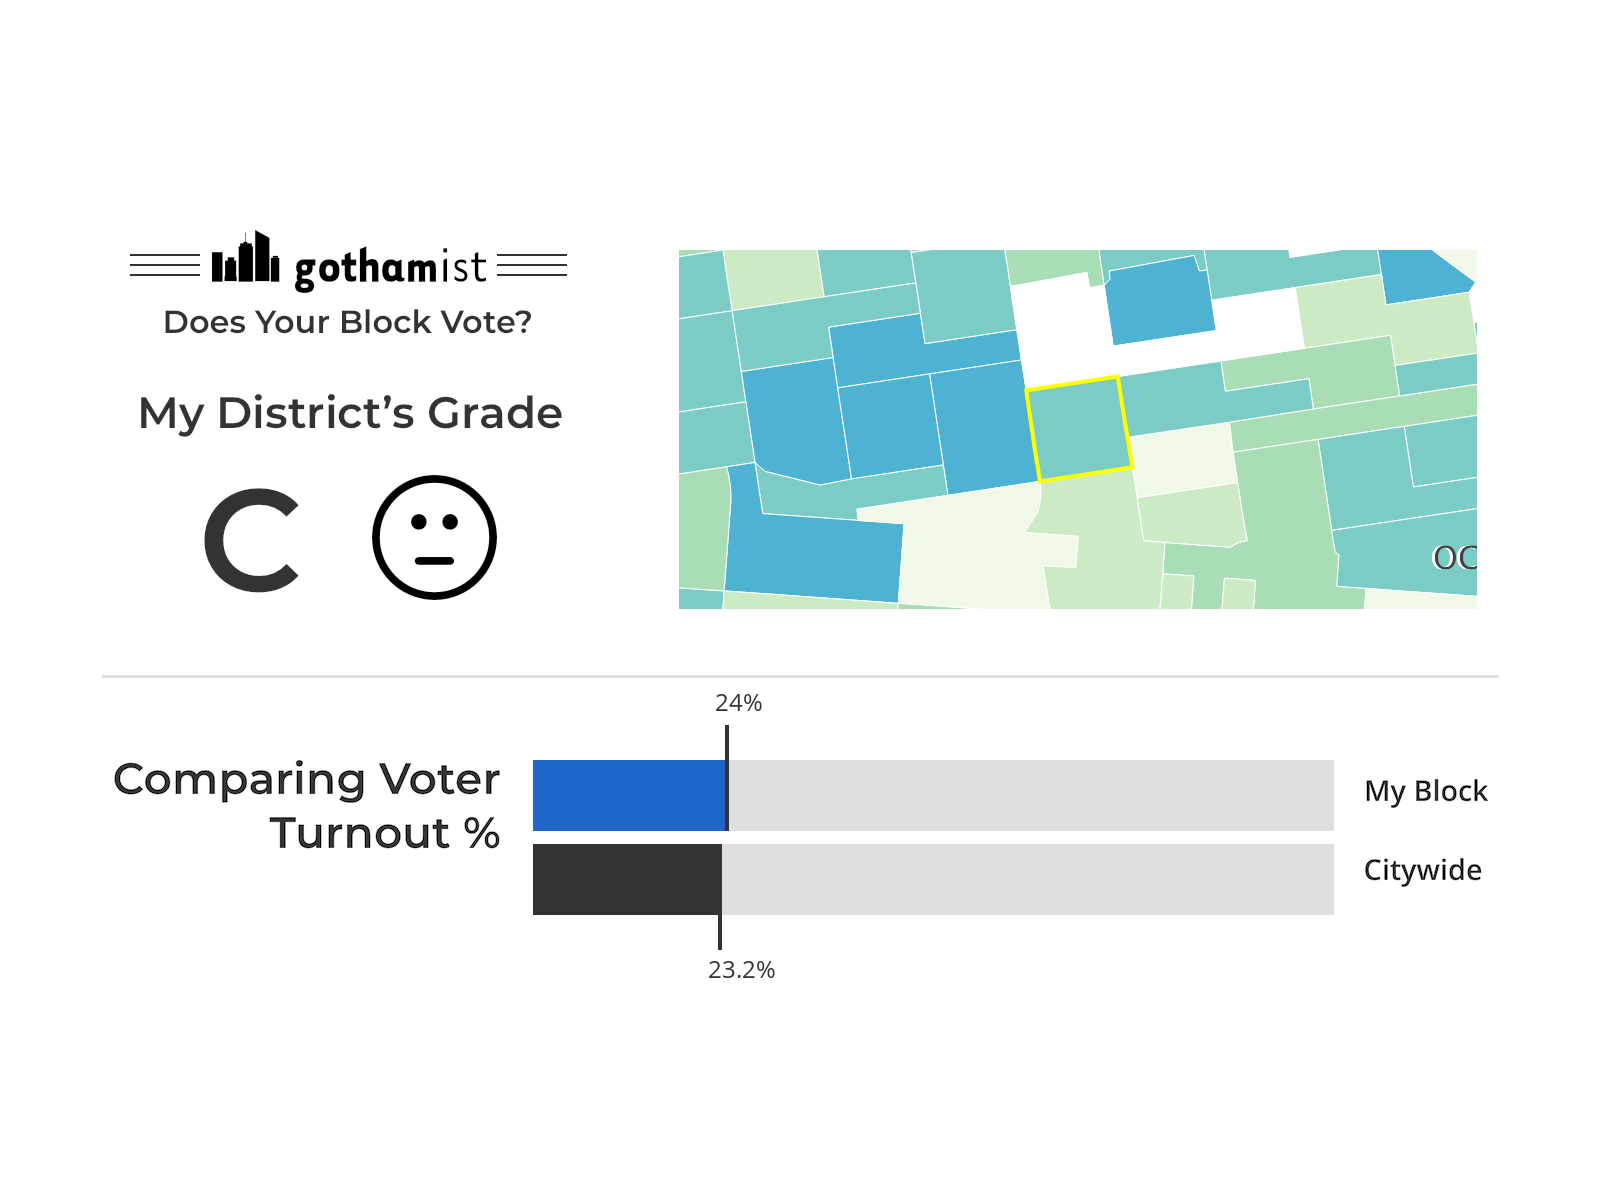 gothamist
Does Your Block Vote?
My District’s Grade
C
OC
24%
Comparing Voter
Turnout %
My Block
Citywide
23.2%